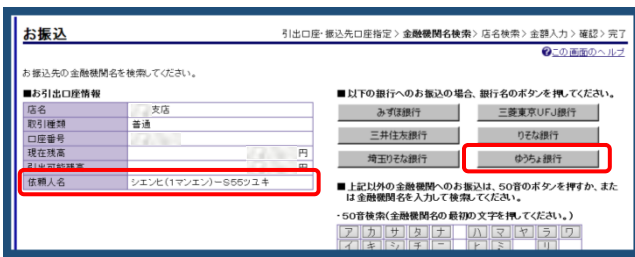 お振込
引出口座・振込先口座指定> 金融機関名検索> 店名検索> 金額入力> 確認> 完了
?この画面のヘルプ
お振込先の金融機関名を検索してください。
■お引出口座情報
店名 支店
取引種類 普通
口座番号
現在残高 円
引出可能残高 円
依頼人名 シエンヒ(1マンエン)ーS55ツユキ
■以下の銀行へのお振込の場合、銀行名のボタンを押してください。
みずほ銀行 三菱東京UFJ銀行
三井住友銀行 りそな銀行
埼玉りそな銀行 ゆうちょ銀行
■上記以外の金融機関へのお振込は、50音のボタンを押すか、また
は金融機関名を入力して検索してください。
・50音検索(金融機関名の最初の文字を押してください。)
ア カ サ タ ナ ハ マ ヤ ラ ワ
イ キ シ チ ニ ヒ ミ リ